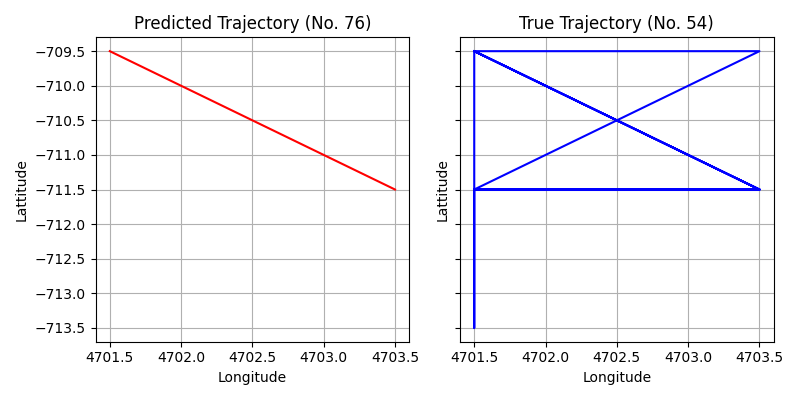 Predicted Trajectory (No. 76)
True Trajectory (No. 54)
−709.5
−710.0
−710.5
−711.0
−711.5
−712.0
−712.5
−713.0
−713.5
Lattitude
Lattitude
4701.5 4702.0 4702.5 4703.0 4703.5
4701.5 4702.0 4702.5 4703.0 4703.5
Longitude
Longitude